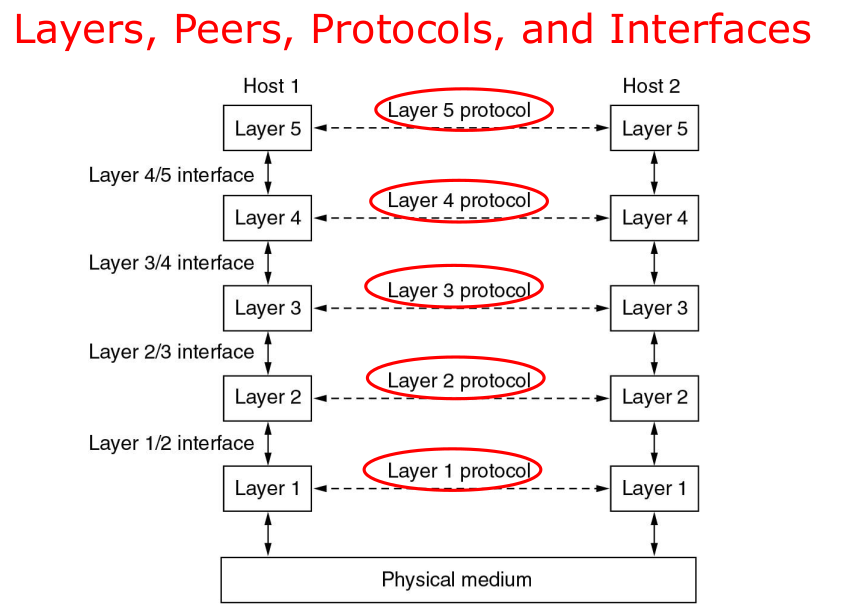 Layers, Peers, Protocols, and Interfaces
Host 1
Host 2
Layer 5
Layer 5 protocol
Layer 5
Layer 4/5 interface
Layer 4
Layer 4 protocol
Layer 4
Layer 3/4 interface
Layer 3
Layer 3 protocol
Layer 3
Layer 2/3 interface
Layer 2
Layer 2 protocol
Layer 2
Layer 1/2 interface
Layer 1
Layer 1 protocol
Layer 1
Physical medium